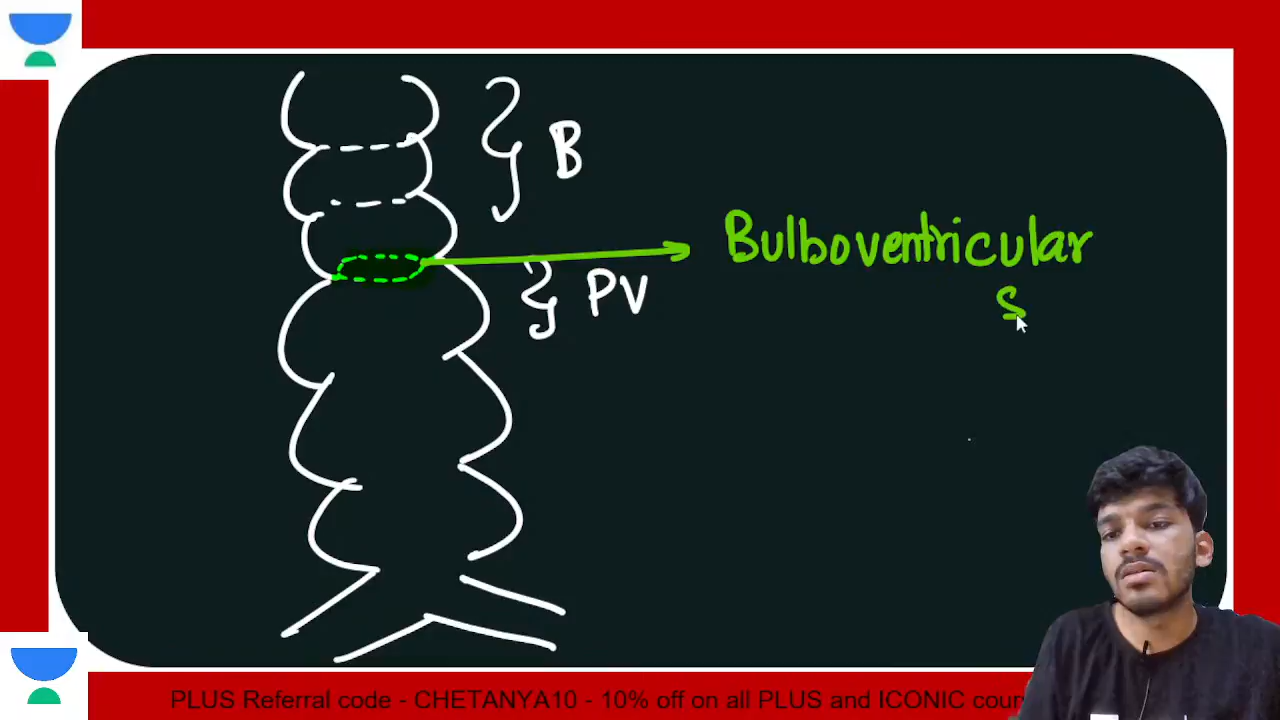 B
Bulboventricular
PV
S
PLUS Referral code - CHETANYA10 - 10% off on all PLUS and ICONIC cour